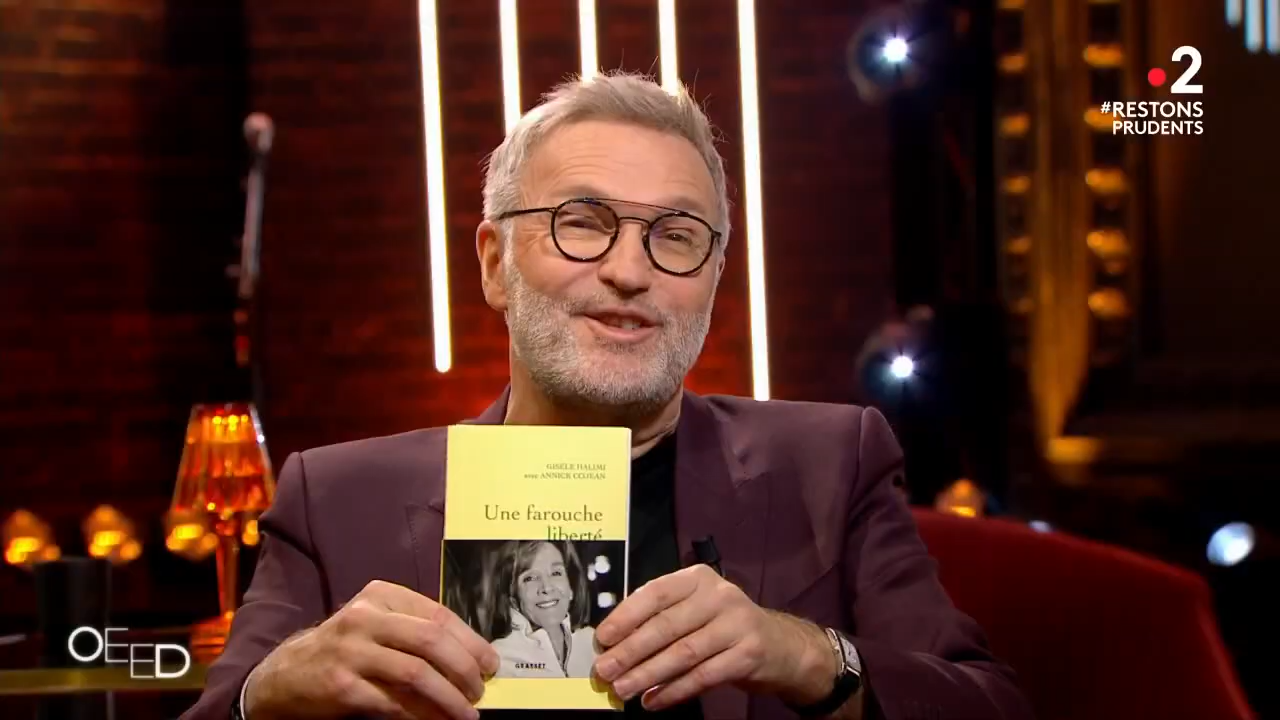 2
#RESTONS
PRUDENTS
GISÈLE HALIMI
avec ANNICK COJEAN
Une farouche
liberté
GRASSET
OEED